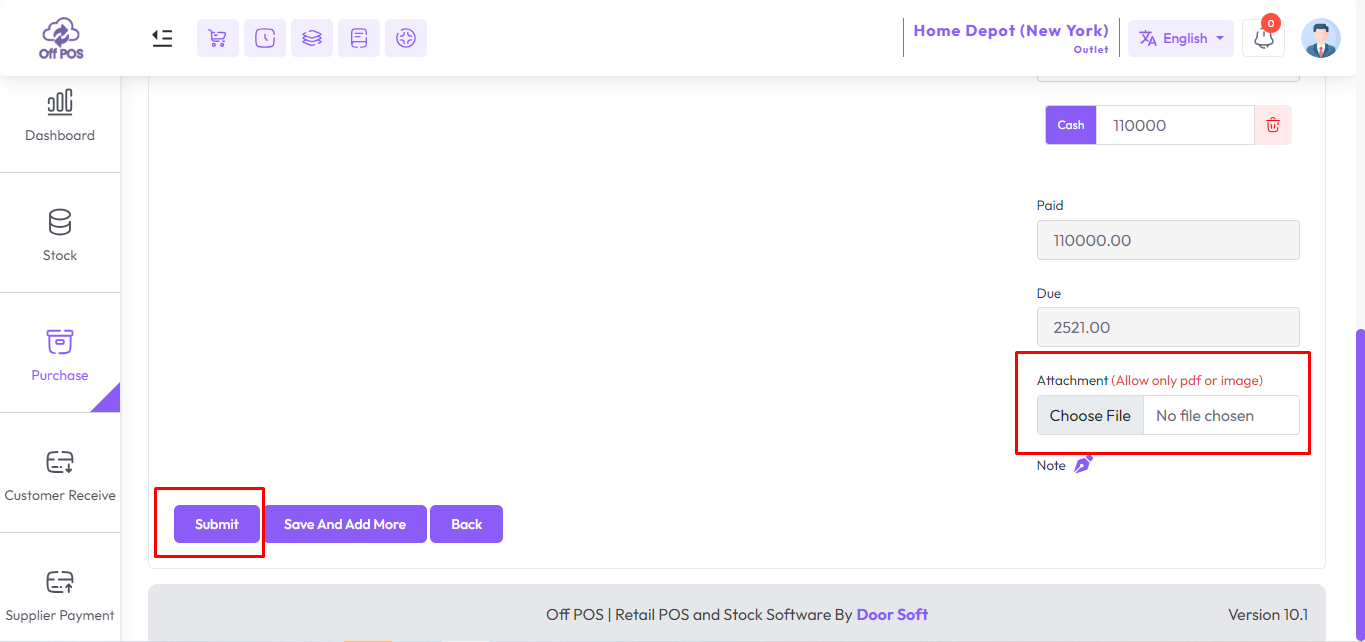 Off POS
Home Depot (New York)
Outlet
English
0
Dashboard
Stock
Purchase
Customer Receive
Supplier Payment
Cash 110000
Paid
110000.00
Due
2521.00
Attachment (Allow only pdf or image)
Choose File No file chosen
Note
Submit Save And Add More Back
Off POS | Retail POS and Stock Software By Door Soft
Version 10.1